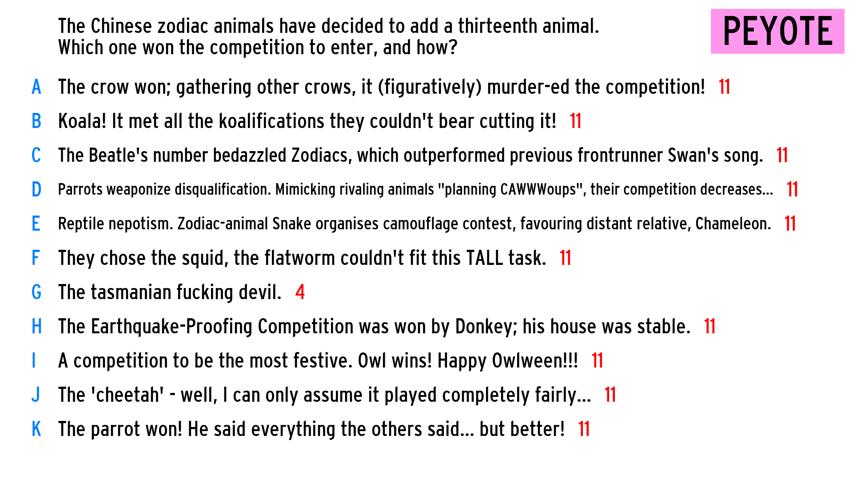 The Chinese zodiac animals have decided to add a thirteenth animal.
Which one won the competition to enter, and how?
PEYOTE
A The crow won; gathering other crows, it (figuratively) murder-ed the competition! 11
B Koala! It met all the koalifications they couldn't bear cutting it! 11
C The Beatle's number bedazzled Zodiacs, which outperformed previous frontrunner Swan's song. 11
D Parrots weaponize disqualification. Mimicking rivaling animals "planning CAWWWoups", their competition decreases... 11
E Reptile nepotism. Zodiac-animal Snake organises camouflage contest, favouring distant relative, Chameleon. 11
F They chose the squid, the flatworm couldn't fit this TALL task. 11
G The tasmanian fucking devil. 4
H The Earthquake-Proofing Competition was won by Donkey; his house was stable. 11
I A competition to be the most festive. Owl wins! Happy Owlween!!! 11
J The 'cheetah' - well, I can only assume it played completely fairly... 11
K The parrot won! He said everything the others said... but better! 11